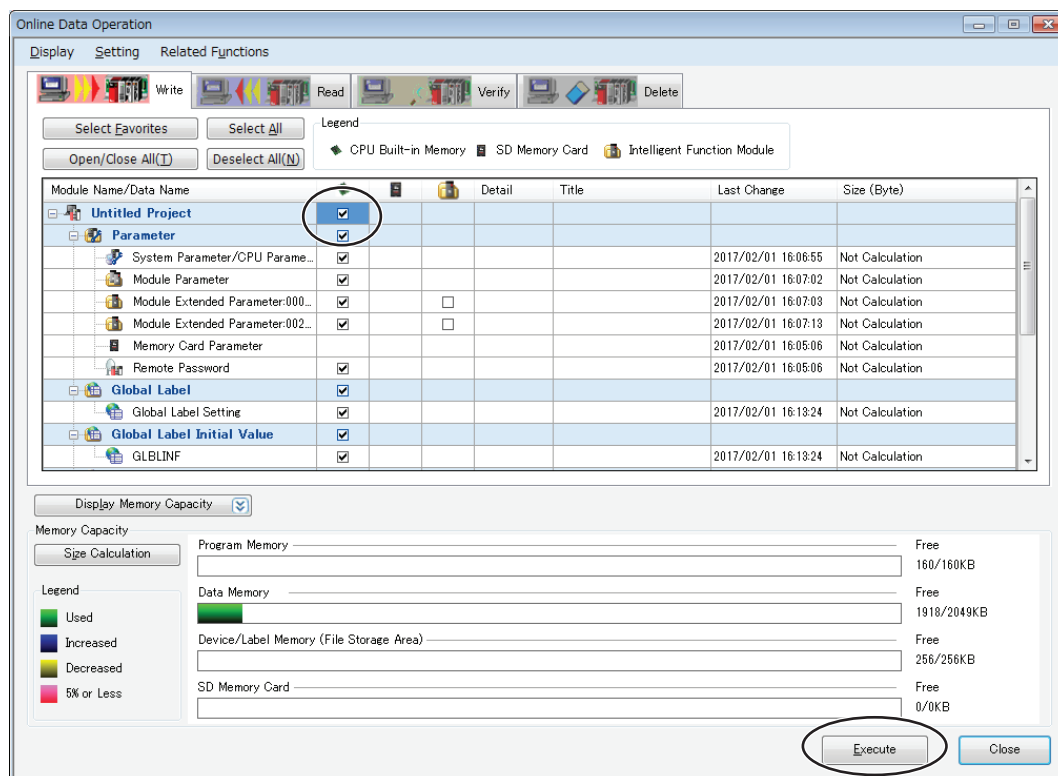 Online Data Operation
Display Setting Related Functions
Write Read Verify Delete
Select Favorites Select All Legend
CPU Built-in Memory SD Memory Card Intelligent Function Module
Open/Close All(T) Deselect All(N)
Module Name/Data Name Detail Title Last Change Size (Byte)
Untitled Project
Parameter
System Parameter/CPU Parame... 2017/02/01 16:06:55 Not Calculation
Module Parameter 2017/02/01 16:07:02 Not Calculation
Module Extended Parameter:000... 2017/02/01 16:07:03 Not Calculation
Module Extended Parameter:002... 2017/02/01 16:07:13 Not Calculation
Memory Card Parameter 2017/02/01 16:05:06 Not Calculation
Remote Password 2017/02/01 16:05:06 Not Calculation
Global Label
Global Label Setting 2017/02/01 16:13:24 Not Calculation
Global Label Initial Value
GLBLINF 2017/02/01 16:13:24 Not Calculation
Display Memory Capacity
Memory Capacity
Size Calculation
Program Memory Free
160/160KB
Legend
Used
Increased
Decreased
5% or Less
Data Memory Free
1918/2049KB
Device/Label Memory (File Storage Area) Free
256/256KB
SD Memory Card Free
0/0KB
Execute Close